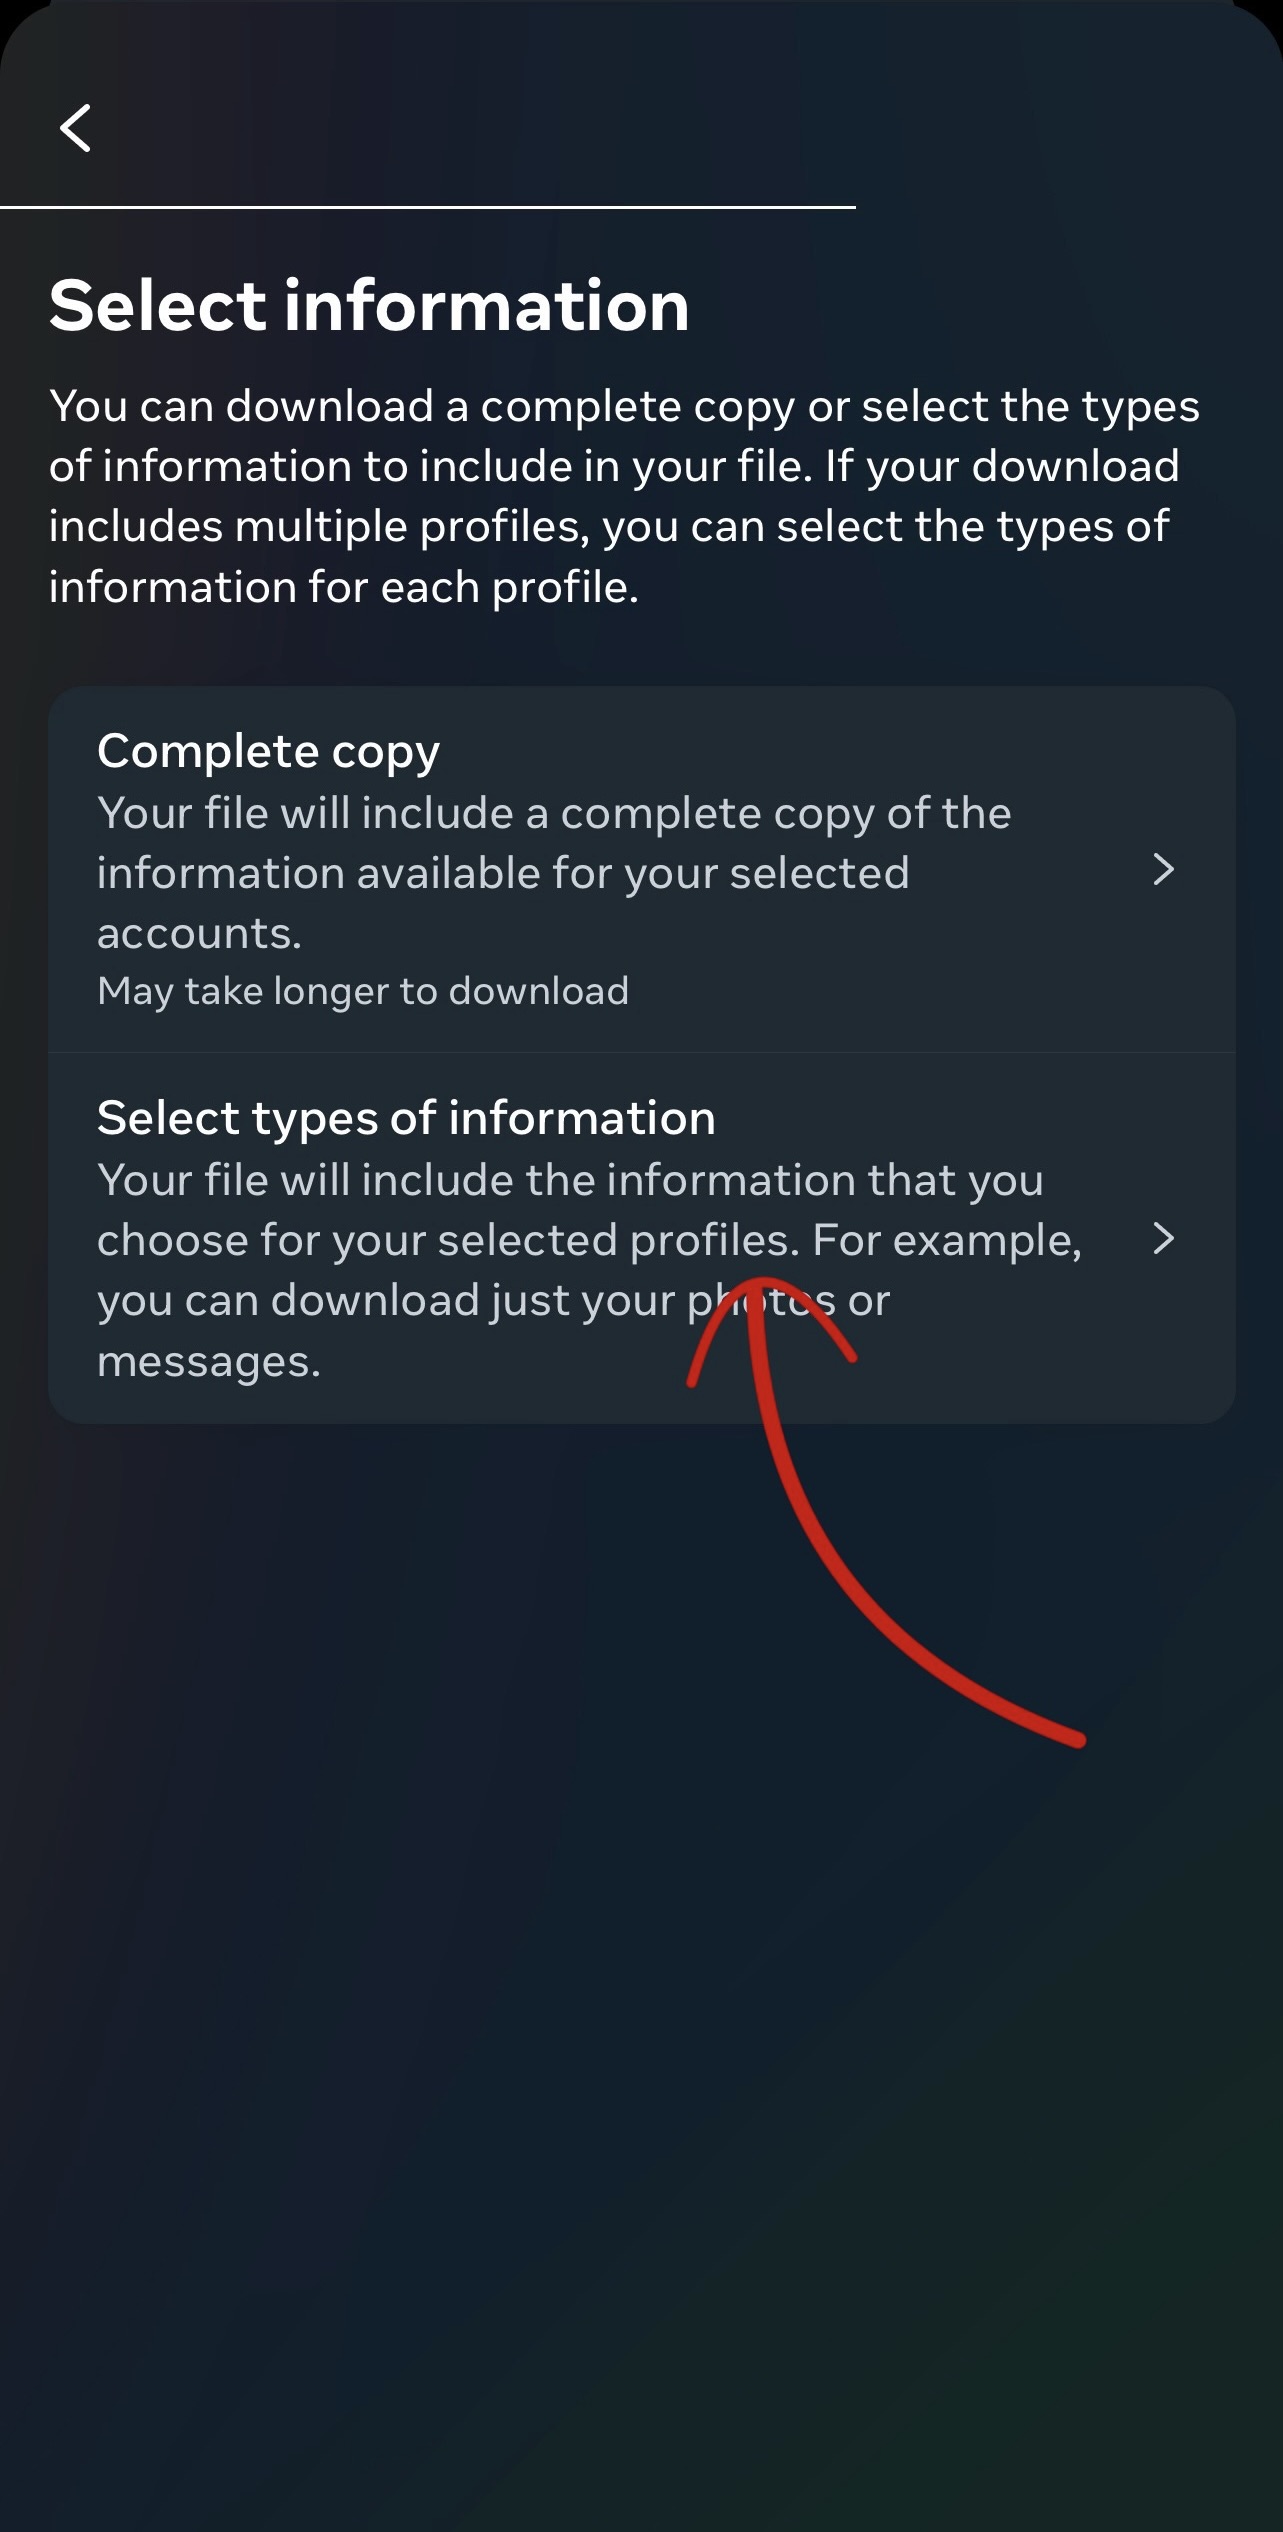 Select information
You can download a complete copy or select the types
of information to include in your file. If your download
includes multiple profiles, you can select the types of
information for each profile.
Complete copy
Your file will include a complete copy of the
information available for your selected
accounts.
May take longer to download
Select types of information
Your file will include the information that you
choose for your selected profiles. For example,
you can download just your photos or
messages.